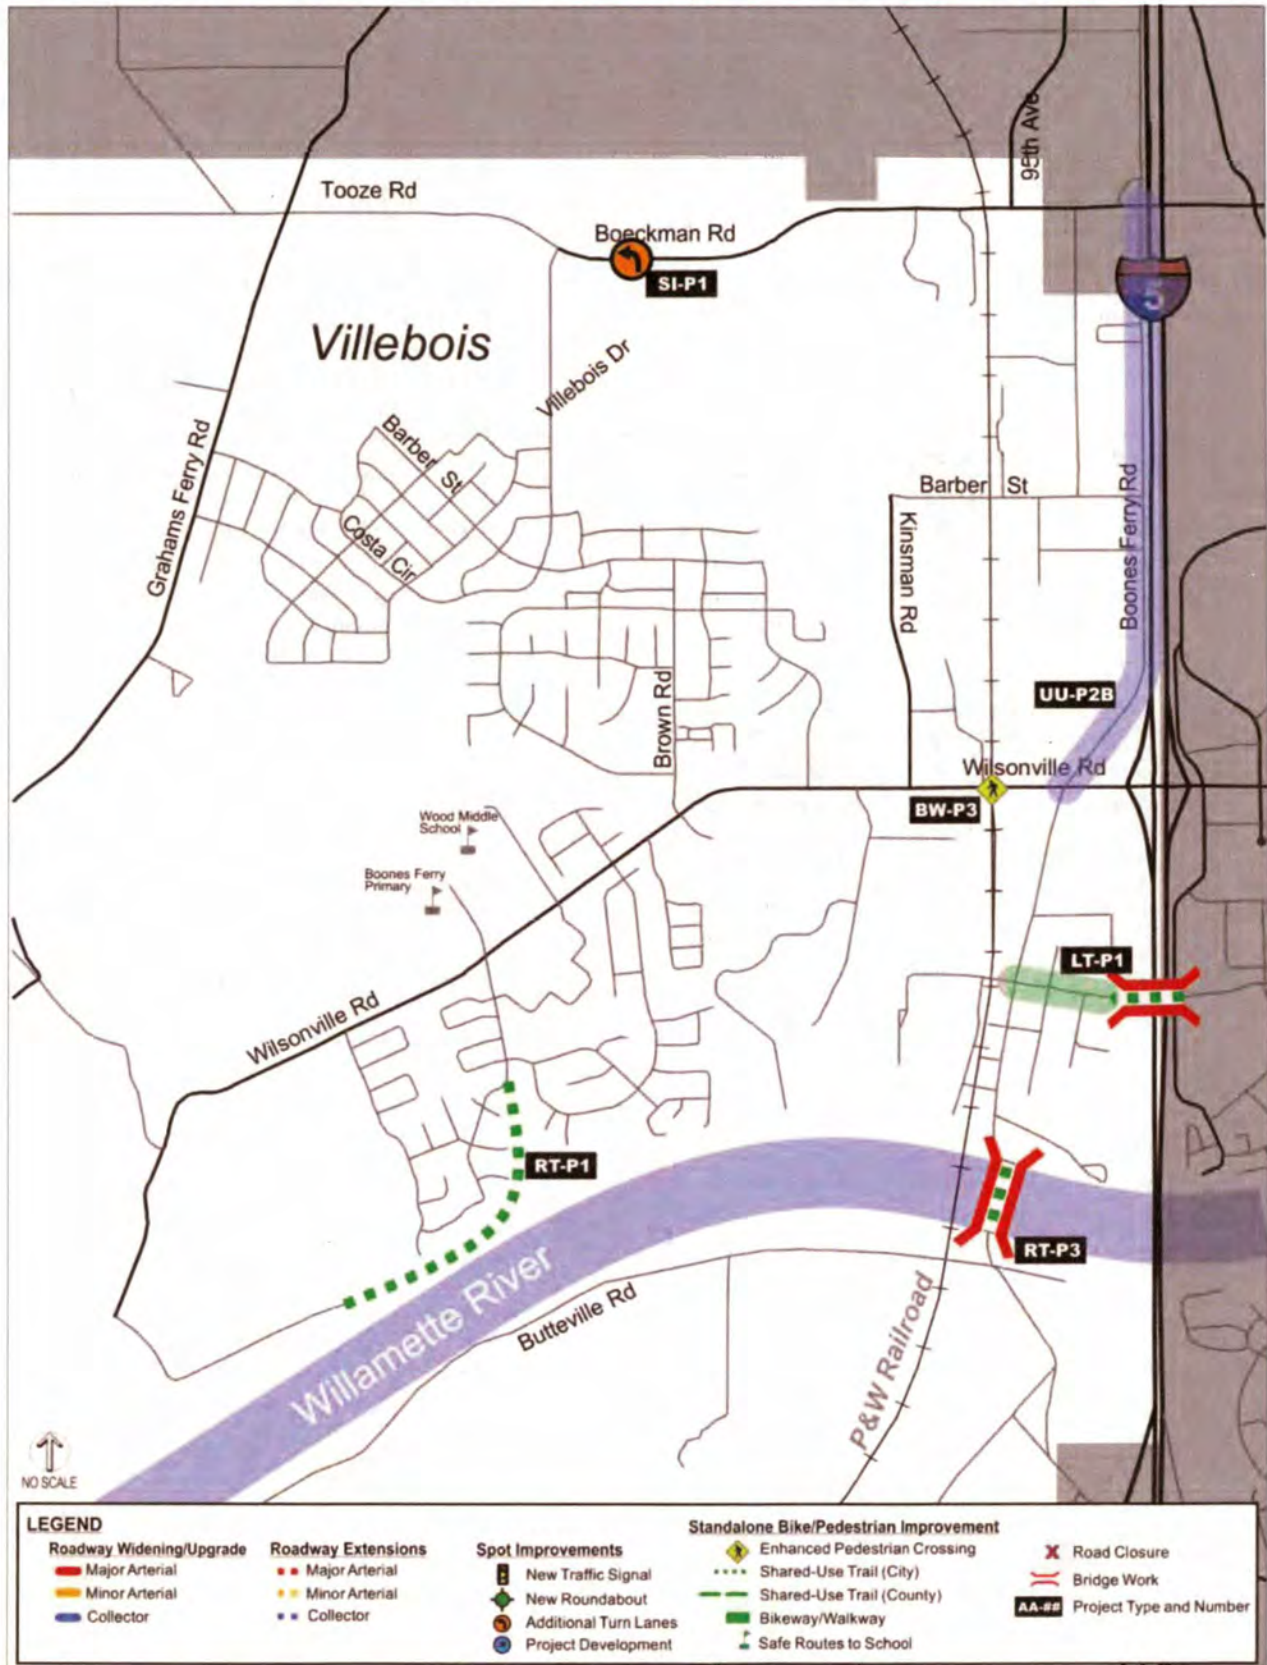 95th Ave
Tooze Rd
Boeckman Rd
SI-P1
5
Villebois
Villebois Dr
Barber St
Grahams Ferry Rd
Costa Cir
Barber St
Kinsman Rd
Boones Ferry Rd
UU-P2B
Brown Rd
Wilsonville Rd
BW-P3
Wood Middle
School
Boones Ferry
Primary
LT-P1
Wilsonville Rd
RT-P1
RT-P3
Willamette River
Butteville Rd
P&W Railroad
NO SCALE
LEGEND
Roadway Widening/Upgrade
Major Arterial
Minor Arterial
Collector
Roadway Extensions
Major Arterial
Minor Arterial
Collector
Spot Improvements
New Traffic Signal
New Roundabout
Additional Turn Lanes
Project Development
Standalone Bike/Pedestrian Improvement
Enhanced Pedestrian Crossing
Shared-Use Trail (City)
Shared-Use Trail (County)
Bikeway/Walkway
Safe Routes to School
Road Closure
Bridge Work
AA-## Project Type and Number